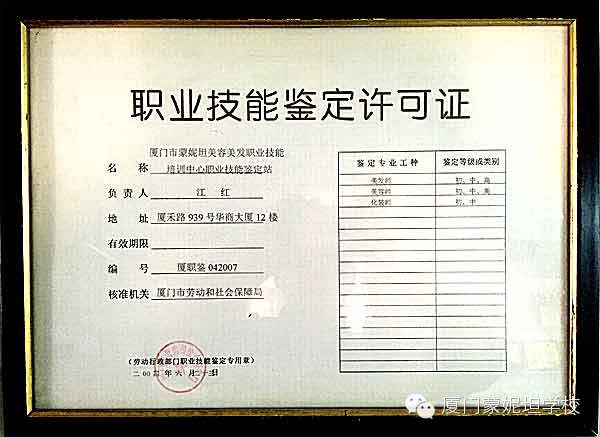 职业技能鉴定许可证
厦门市蒙妮坦美容美发职业技能
名称 培训中心职业技能鉴定站
负责人 江红
地址 厦禾路939号华商大厦12楼
有效期限
编号 厦职鉴042007
核准机关 厦门市劳动和社会保障局
(劳动行政部门职业技能鉴定专用章)
鉴定专业工种 鉴定等级或类别
美发师 初、中、高
美容师 初、中、高
化妆师 初、中
厦门蒙妮坦学校